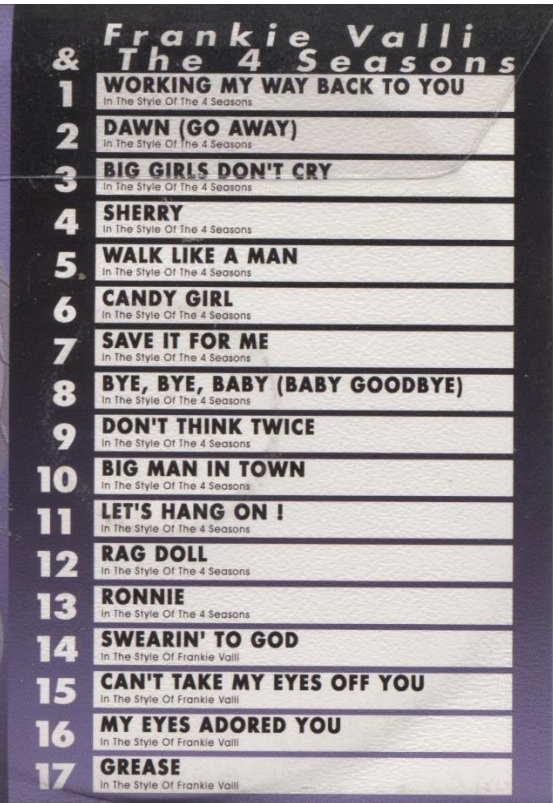 Frankie Valli
& The 4 Seasons
1 WORKING MY WAY BACK TO YOU
In The Style Of The 4 Seasons
2 DAWN (GO AWAY)
In The Style Of The 4 Seasons
3 BIG GIRLS DON'T CRY
In The Style Of The 4 Seasons
4 SHERRY
In The Style Of The 4 Seasons
5 WALK LIKE A MAN
In The Style Of The 4 Seasons
6 CANDY GIRL
In The Style Of The 4 Seasons
7 SAVE IT FOR ME
In The Style Of The 4 Seasons
8 BYE, BYE, BABY (BABY GOODBYE)
In The Style Of The 4 Seasons
9 DON'T THINK TWICE
In The Style Of The 4 Seasons
10 BIG MAN IN TOWN
In The Style Of The 4 Seasons
11 LET'S HANG ON !
In The Style Of The 4 Seasons
12 RAG DOLL
In The Style Of The 4 Seasons
13 RONNIE
In The Style Of The 4 Seasons
14 SWEARIN' TO GOD
In The Style Of Frankie Valli
15 CAN'T TAKE MY EYES OFF YOU
In The Style Of Frankie Valli
16 MY EYES ADORED YOU
In The Style Of Frankie Valli
17 GREASE
In The Style Of Frankie Valli